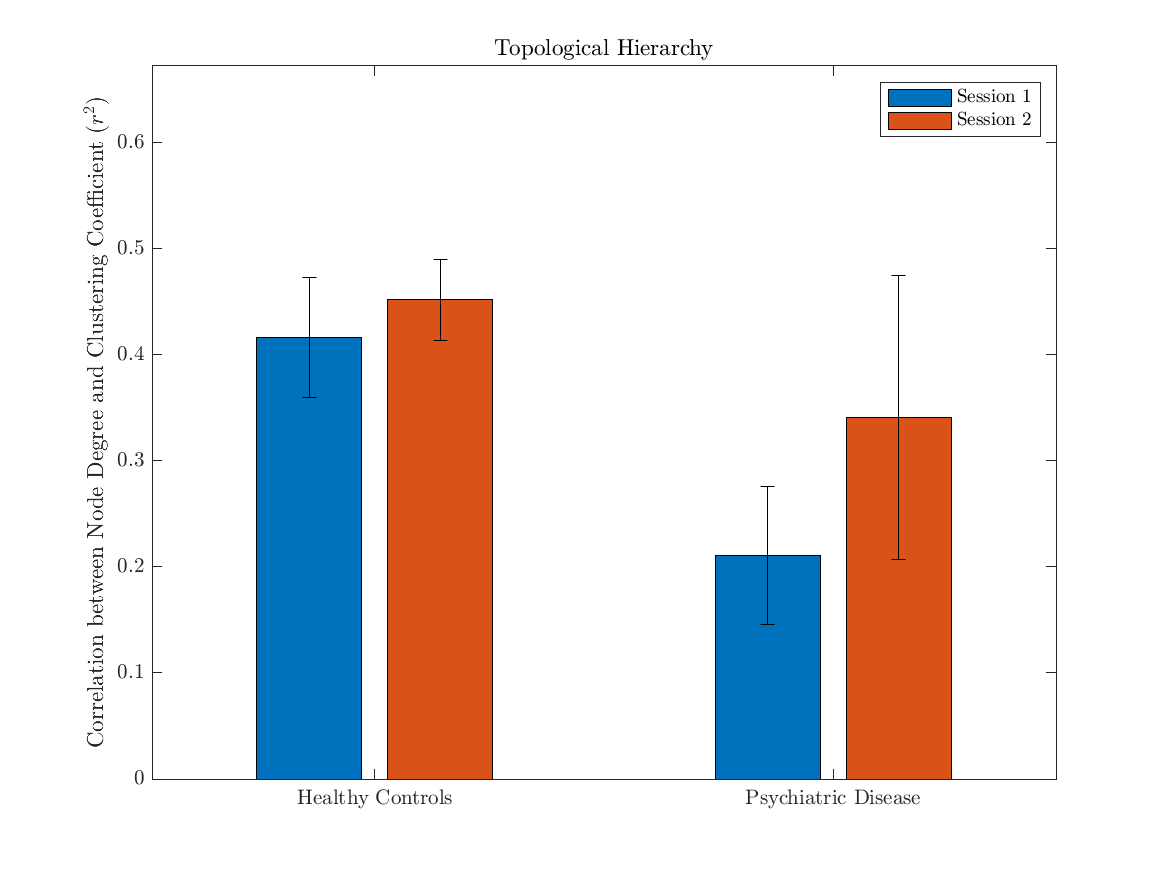 Topological Hierarchy
Session 1
Session 2
Correlation between Node Degree and Clustering Coefficient (r²)
0.6
0.5
0.4
0.3
0.2
0.1
0
Healthy Controls
Psychiatric Disease